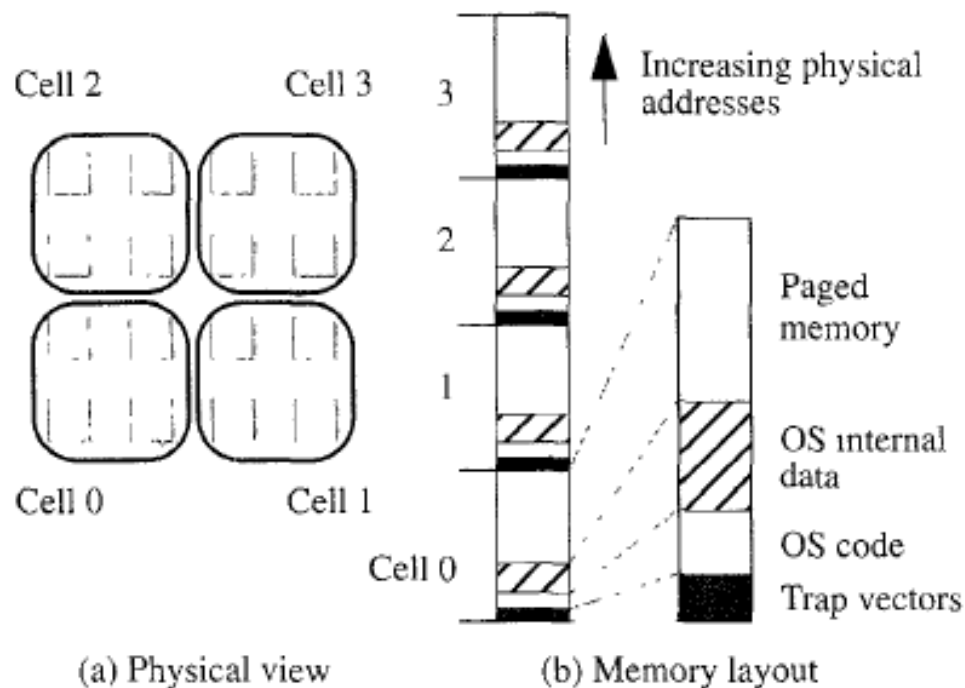 Cell 2
Cell 3
Cell 0
Cell 1
(a) Physical view
3
2
1
Cell 0
Increasing physical
addresses
Paged
memory
OS internal
data
OS code
Trap vectors
(b) Memory layout